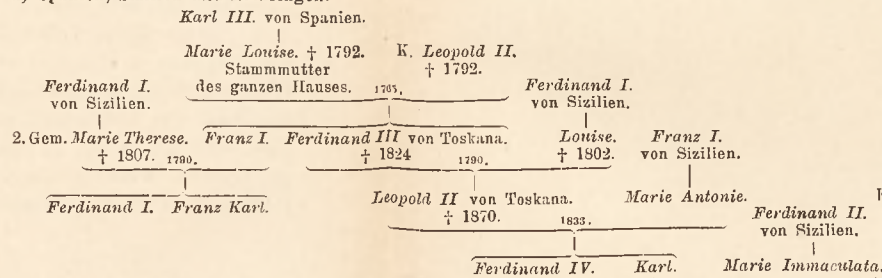 Karl III. von Spanien.
Marie Louise. † 1792. K. Leopold II.
Stammmutter † 1792.
Ferdinand I. des ganzen Hauses. 1765. Ferdinand I.
von Sizilien. von Sizilien.
2. Gem. Marie Therese. Franz I. Ferdinand III von Toskana. Louise. Franz I.
† 1807. 1790. † 1824 1790. † 1802. von Sizilien.
Ferdinand I. Franz Karl. Leopold II von Toskana. Marie Antonie.
† 1870. 1833. Ferdinand II.
von Sizilien.
Ferdinand IV. Karl. Marie Immaculata.